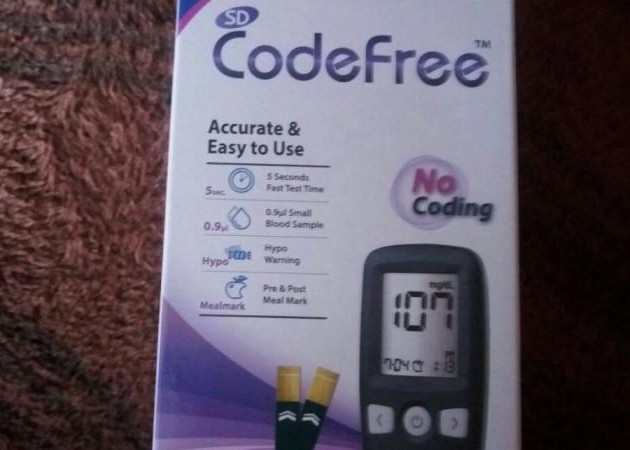 SD
CodeFree™
Accurate &
Easy to Use
5sec.
5 Seconds
Fast Test Time
0.9µl
0.9µl Small
Blood Sample
Hypo
Hypo
Warning
Mealmark
Pre & Post
Meal Mark
No
Coding
mg/dL
107